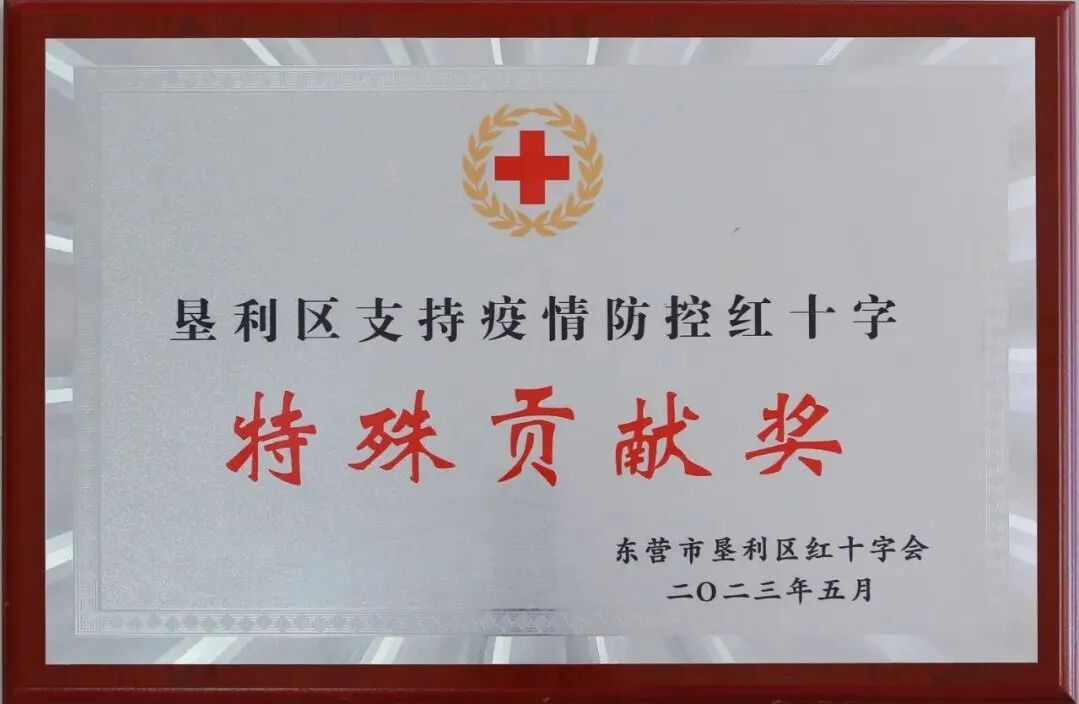 垦利区支持疫情防控红十字
特殊贡献奖
东营市垦利区红十字会
二〇二三年五月